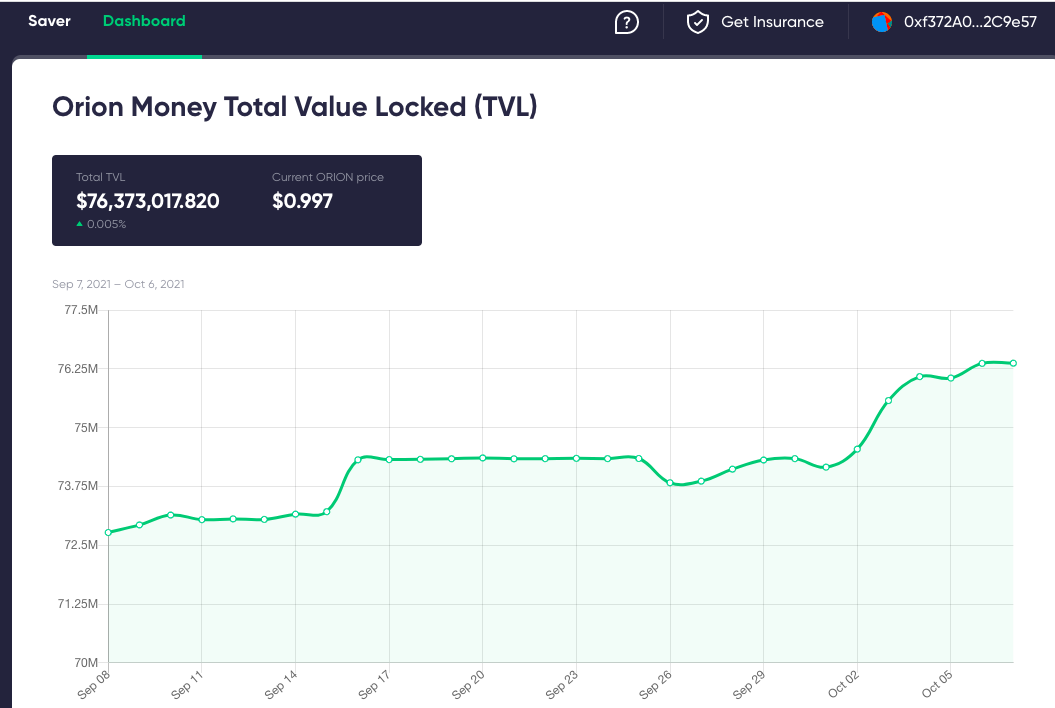 Saver Dashboard ? Get Insurance 0xf372A0...2C9e57
Orion Money Total Value Locked (TVL)
Total TVL Current ORION price
$76,373,017.820 $0.997
0.005%
Sep 7, 2021 – Oct 6, 2021
77.5M
76.25M
75M
73.75M
72.5M
71.25M
70M
Sep 08 Sep 11 Sep 14 Sep 17 Sep 20 Sep 23 Sep 26 Sep 29 Oct 02 Oct 05